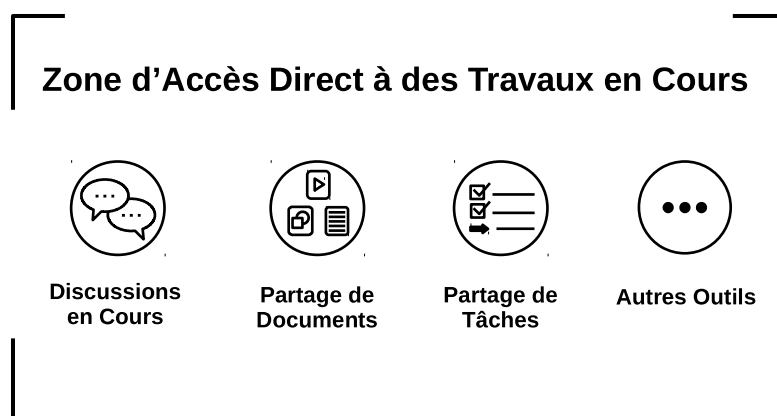 Zone d’Accès Direct à des Travaux en Cours
Discussions
en Cours
Partage de
Documents
Partage de
Tâches
Autres Outils